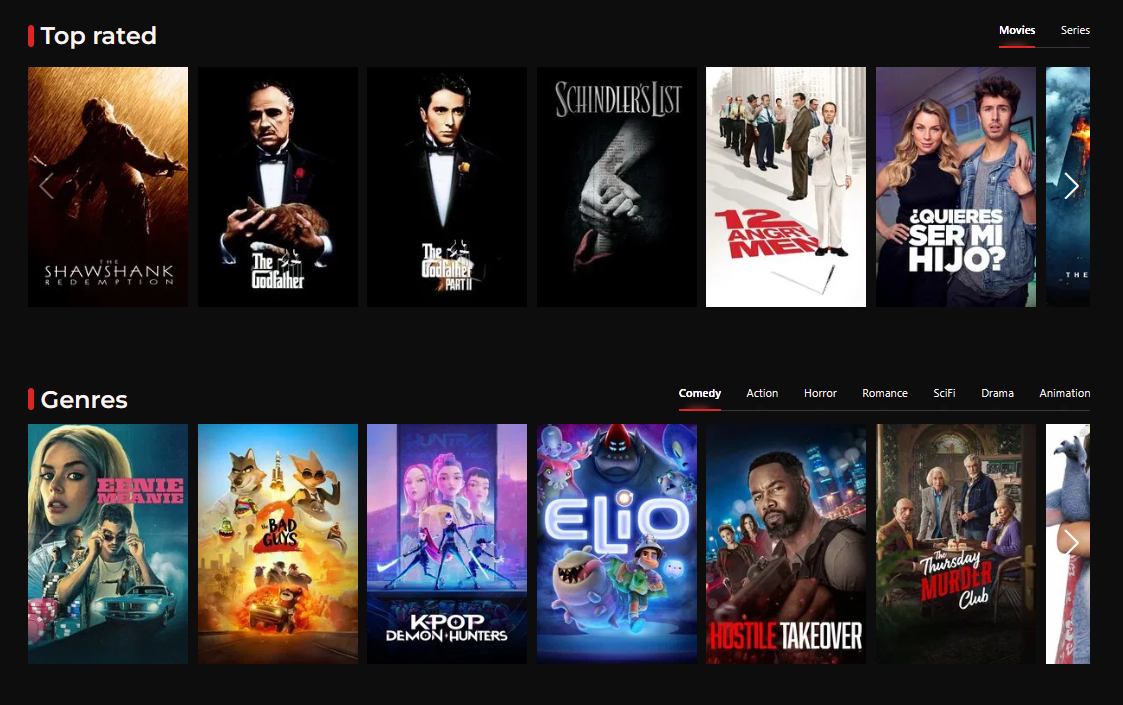 Top rated
Movies
Series
THE
SHAWSHANK
REDEMPTION
The
Godfather
The
Godfather
PART II
SCHINDLER'S LIST
12
ANGRY
MEN
¿QUIERES
SER MI
HIJO?
THE
Genres
Comedy
Action
Horror
Romance
SciFi
Drama
Animation
EENIE
MEANIE
the BAD
GUYS
2
HUNTR/X
KPOP
DEMON HUNTERS
ELIO
HOSTILE TAKEOVER
The
Thursday
MURDER
Club